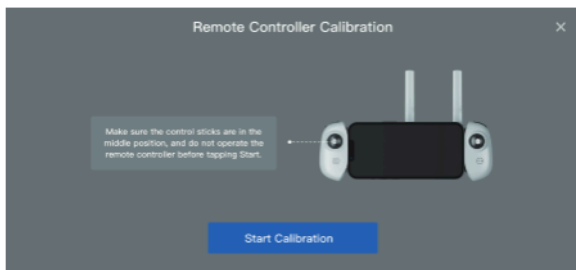 Remote Controller Calibration
Make sure the control sticks are in the
middle position, and do not operate the
remote controller before tapping Start.
Start Calibration